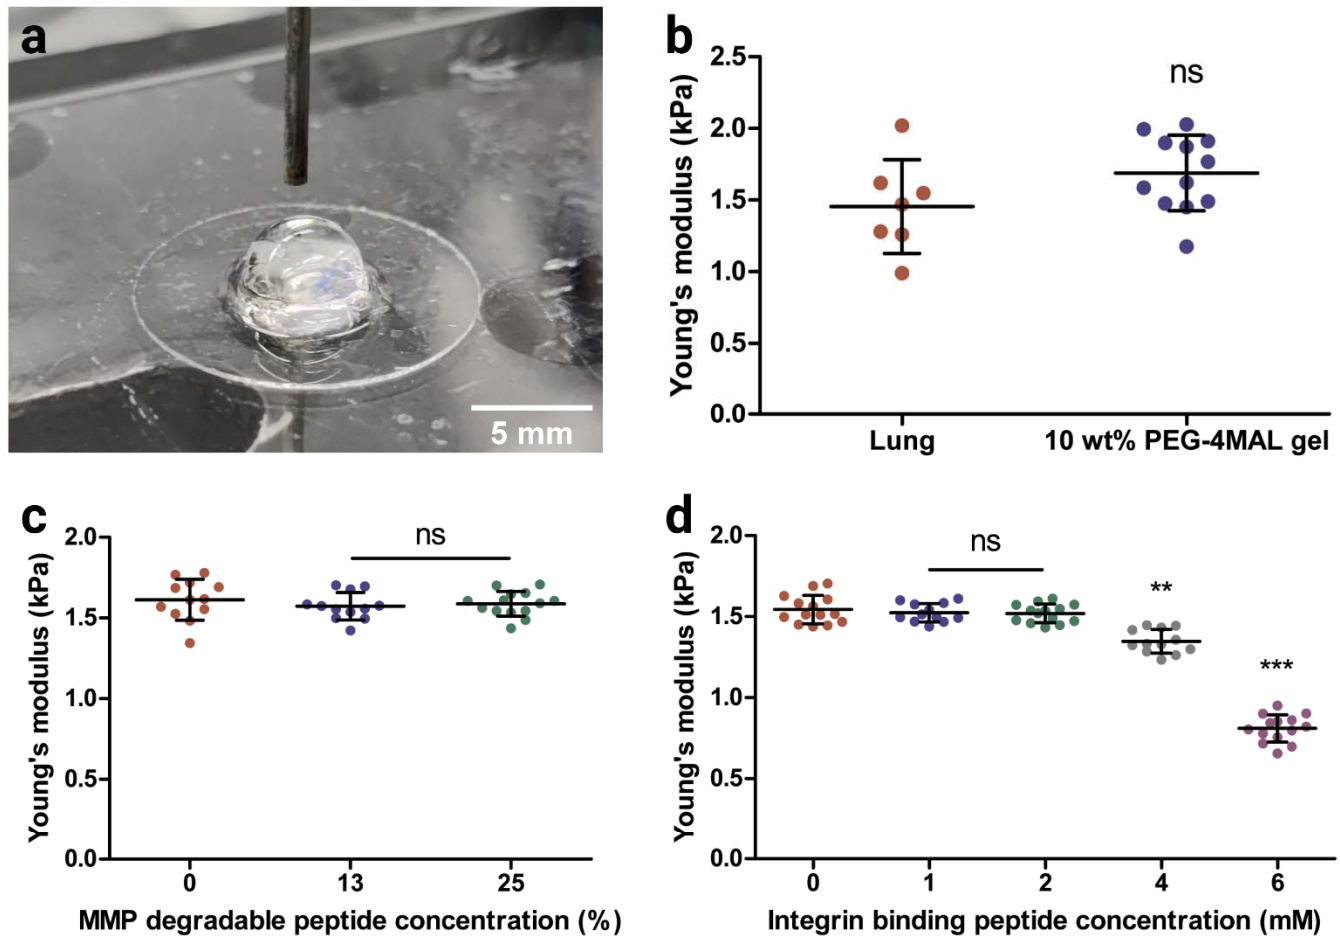 a
5 mm
b
Young's modulus (kPa)
2.5
2.0
1.5
1.0
0.5
0.0
ns
Lung
10 wt% PEG-4MAL gel
c
Young's modulus (kPa)
2.0
1.5
1.0
0.5
0.0
ns
0
13
25
MMP degradable peptide concentration (%)
d
Young's modulus (kPa)
2.0
1.5
1.0
0.5
0.0
ns
**
***
0
1
2
4
6
Integrin binding peptide concentration (mM)